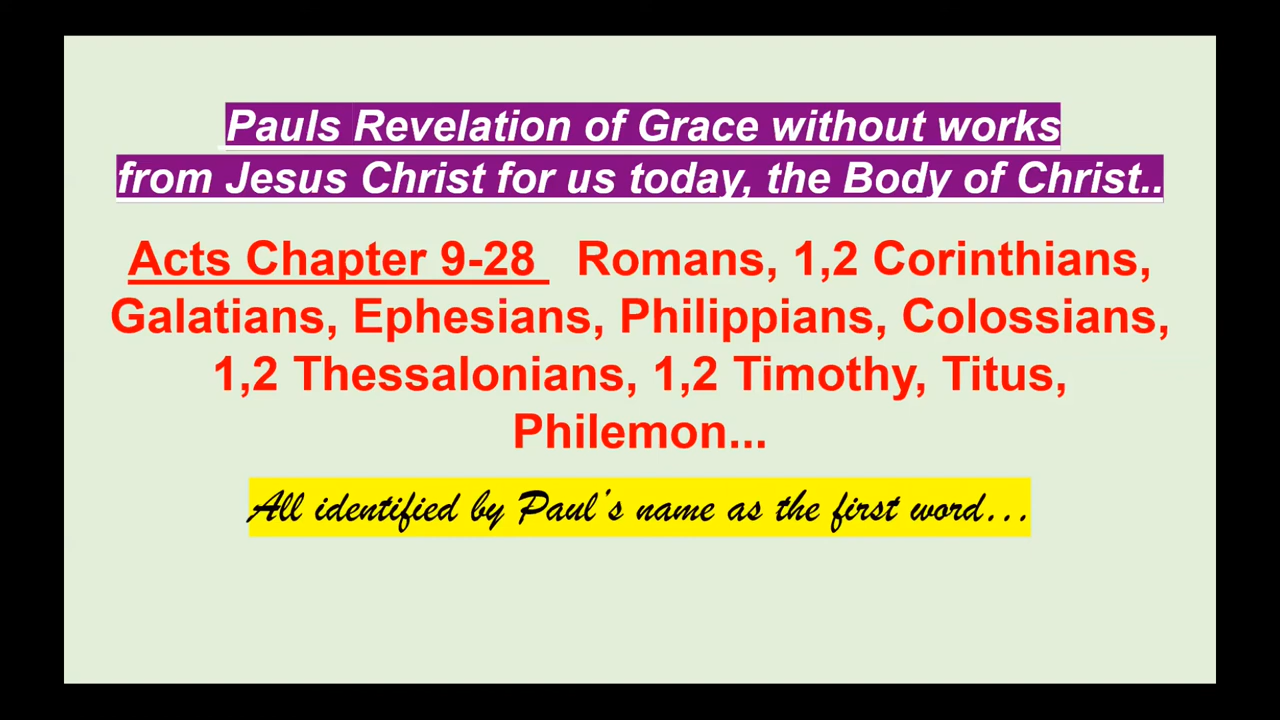 Pauls Revelation of Grace without works
from Jesus Christ for us today, the Body of Christ..
Acts Chapter 9-28 Romans, 1,2 Corinthians,
Galatians, Ephesians, Philippians, Colossians,
1,2 Thessalonians, 1,2 Timothy, Titus,
Philemon...
All identified by Paul's name as the first word...